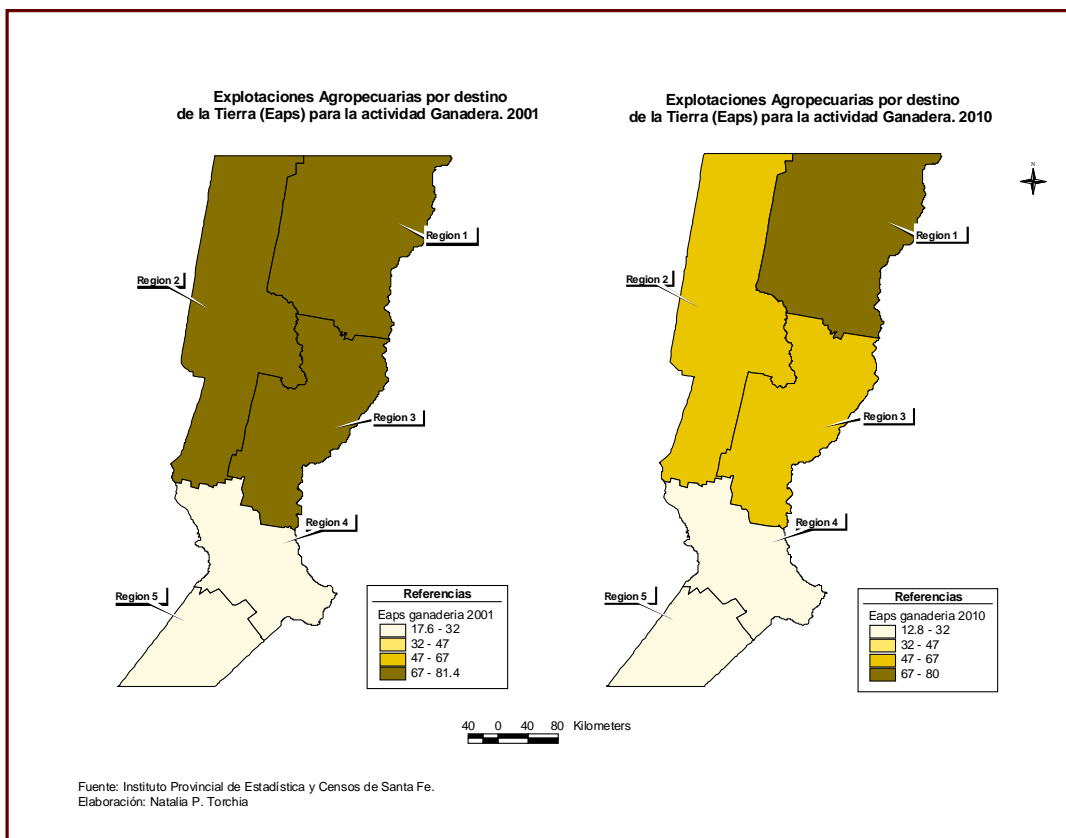 Explotaciones Agropecuarias por destino
de la Tierra (Eaps) para la actividad Ganadera. 2001
Region 1
Region 2
Region 3
Region 4
Region 5
Referencias
Eaps ganaderia 2001
17.6 - 32
32 - 47
47 - 67
67 - 81.4
Explotaciones Agropecuarias por destino
de la Tierra (Eaps) para la actividad Ganadera. 2010
N
Region 1
Region 2
Region 3
Region 4
Region 5
Referencias
Eaps ganaderia 2010
12.8 - 32
32 - 47
47 - 67
67 - 80
40 0 40 80 Kilometers
Fuente: Instituto Provincial de Estadística y Censos de Santa Fe.
Elaboración: Natalia P. Torchia